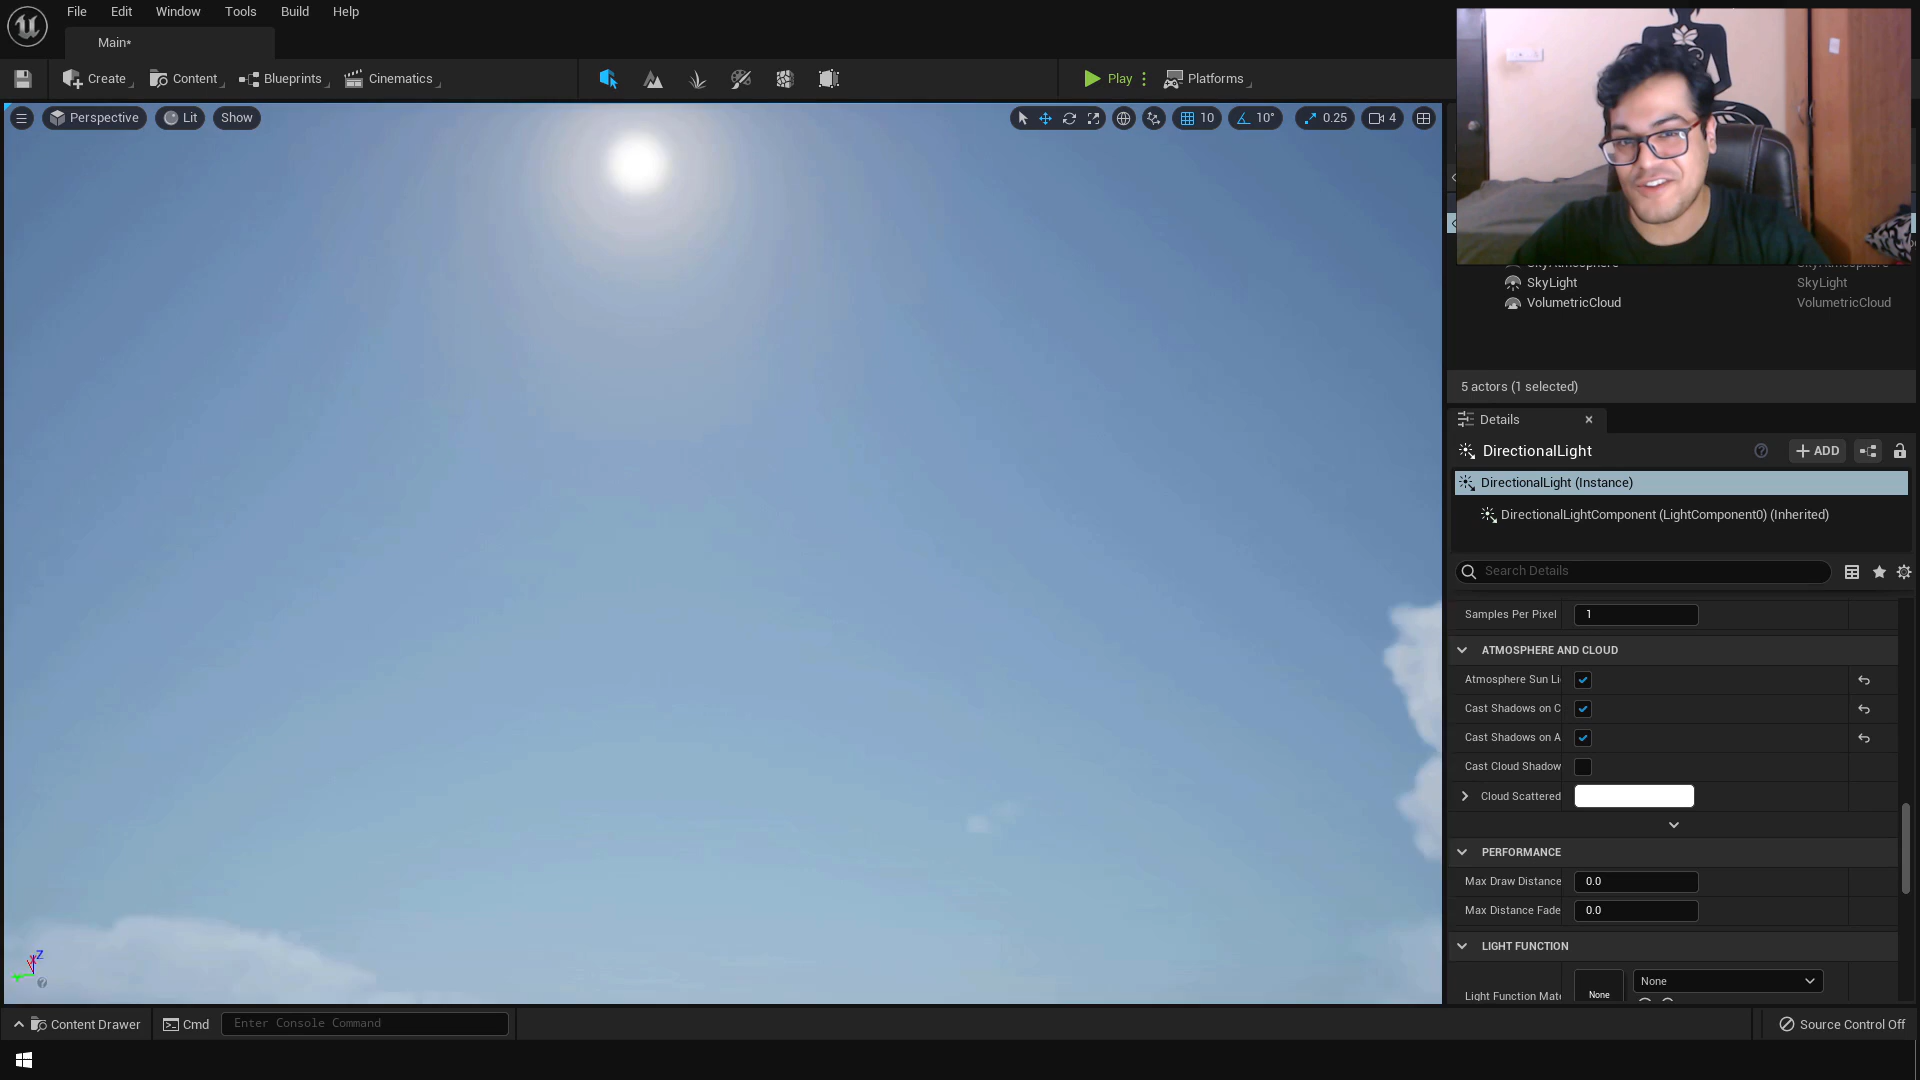 File Edit Window Tools Build Help
Main*
Create Content Blueprints Cinematics Play Platforms
Perspective Lit Show 10 10° 0.25 4
SkyAtmosphere SkyAtmosphere
SkyLight SkyLight
VolumetricCloud VolumetricCloud
5 actors (1 selected)
Details
DirectionalLight ADD
DirectionalLight (Instance)
DirectionalLightComponent (LightComponent0) (Inherited)
Search Details
Samples Per Pixel 1
ATMOSPHERE AND CLOUD
Atmosphere Sun Li
Cast Shadows on C
Cast Shadows on A
Cast Cloud Shadow
Cloud Scattered
PERFORMANCE
Max Draw Distance 0.0
Max Distance Fade 0.0
LIGHT FUNCTION
None
Light Function Mate None
Z
Content Drawer Cmd Enter Console Command Source Control Off